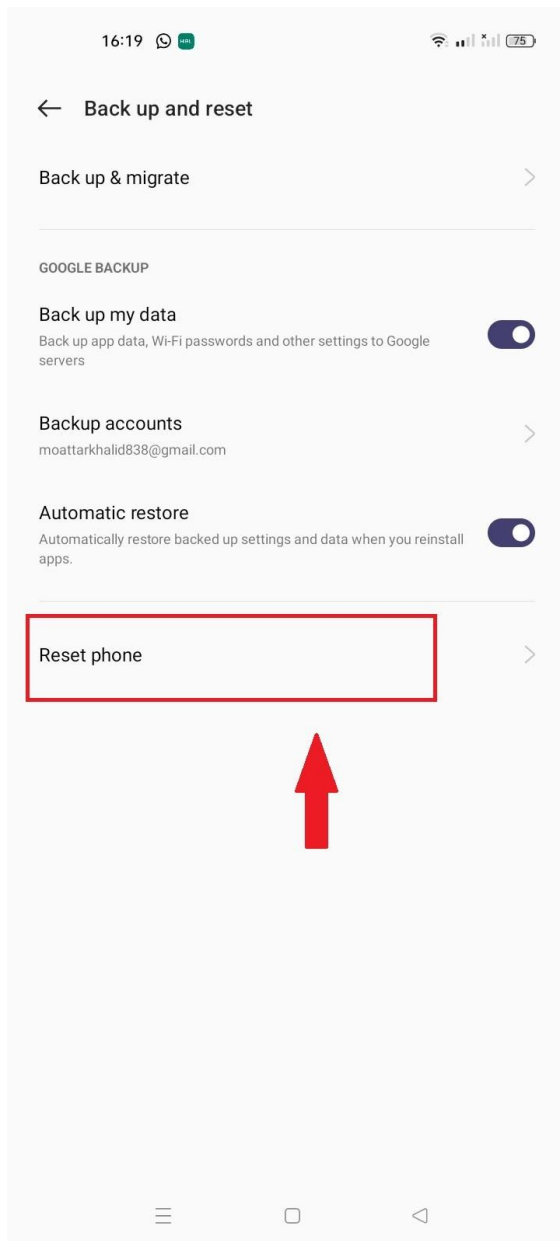 16:19 HBL 75
Back up and reset
Back up & migrate
GOOGLE BACKUP
Back up my data
Back up app data, Wi-Fi passwords and other settings to Google
servers
Backup accounts
moattarkhalid838@gmail.com
Automatic restore
Automatically restore backed up settings and data when you reinstall
apps.
Reset phone